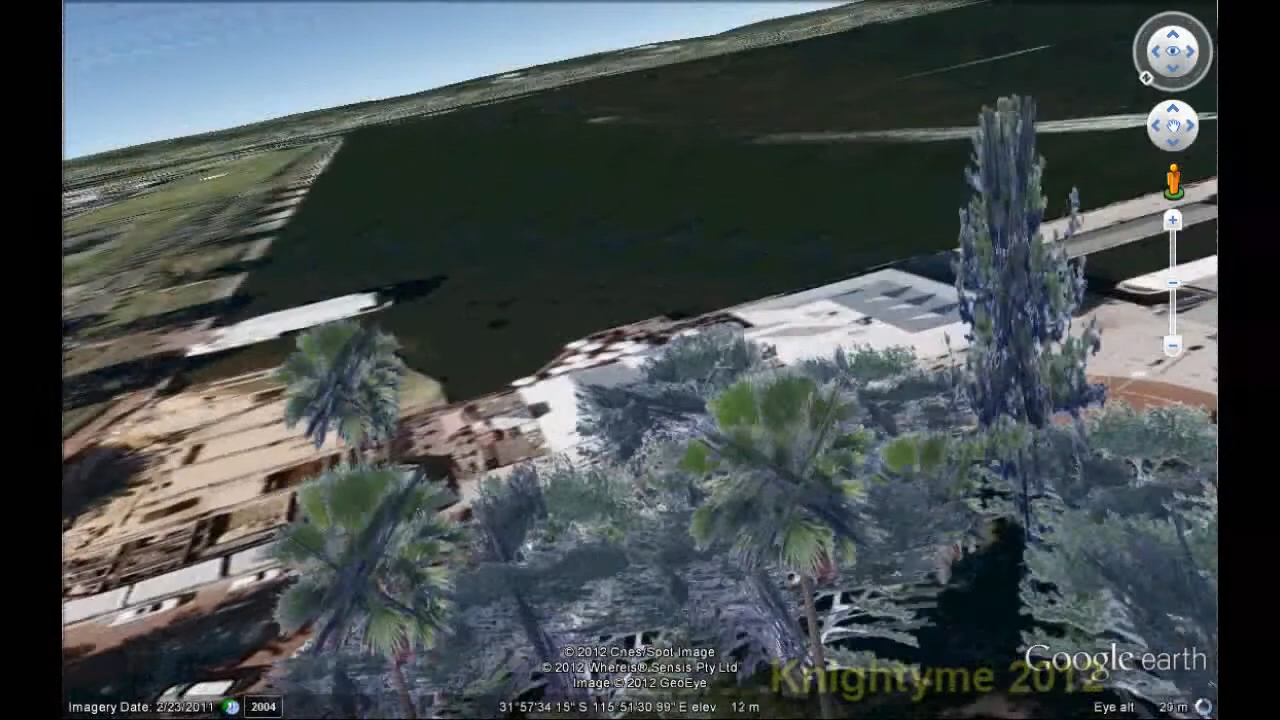 © 2012 Cnes/Spot Image
© 2012 Whereis® Sensis Pty Ltd
Image © 2012 GeoEye
Knightyme 2012
Google earth
Imagery Date: 2/23/2011 2004
31°57'34.15" S 115°51'30.99" E elev 12 m
Eye alt 29 m